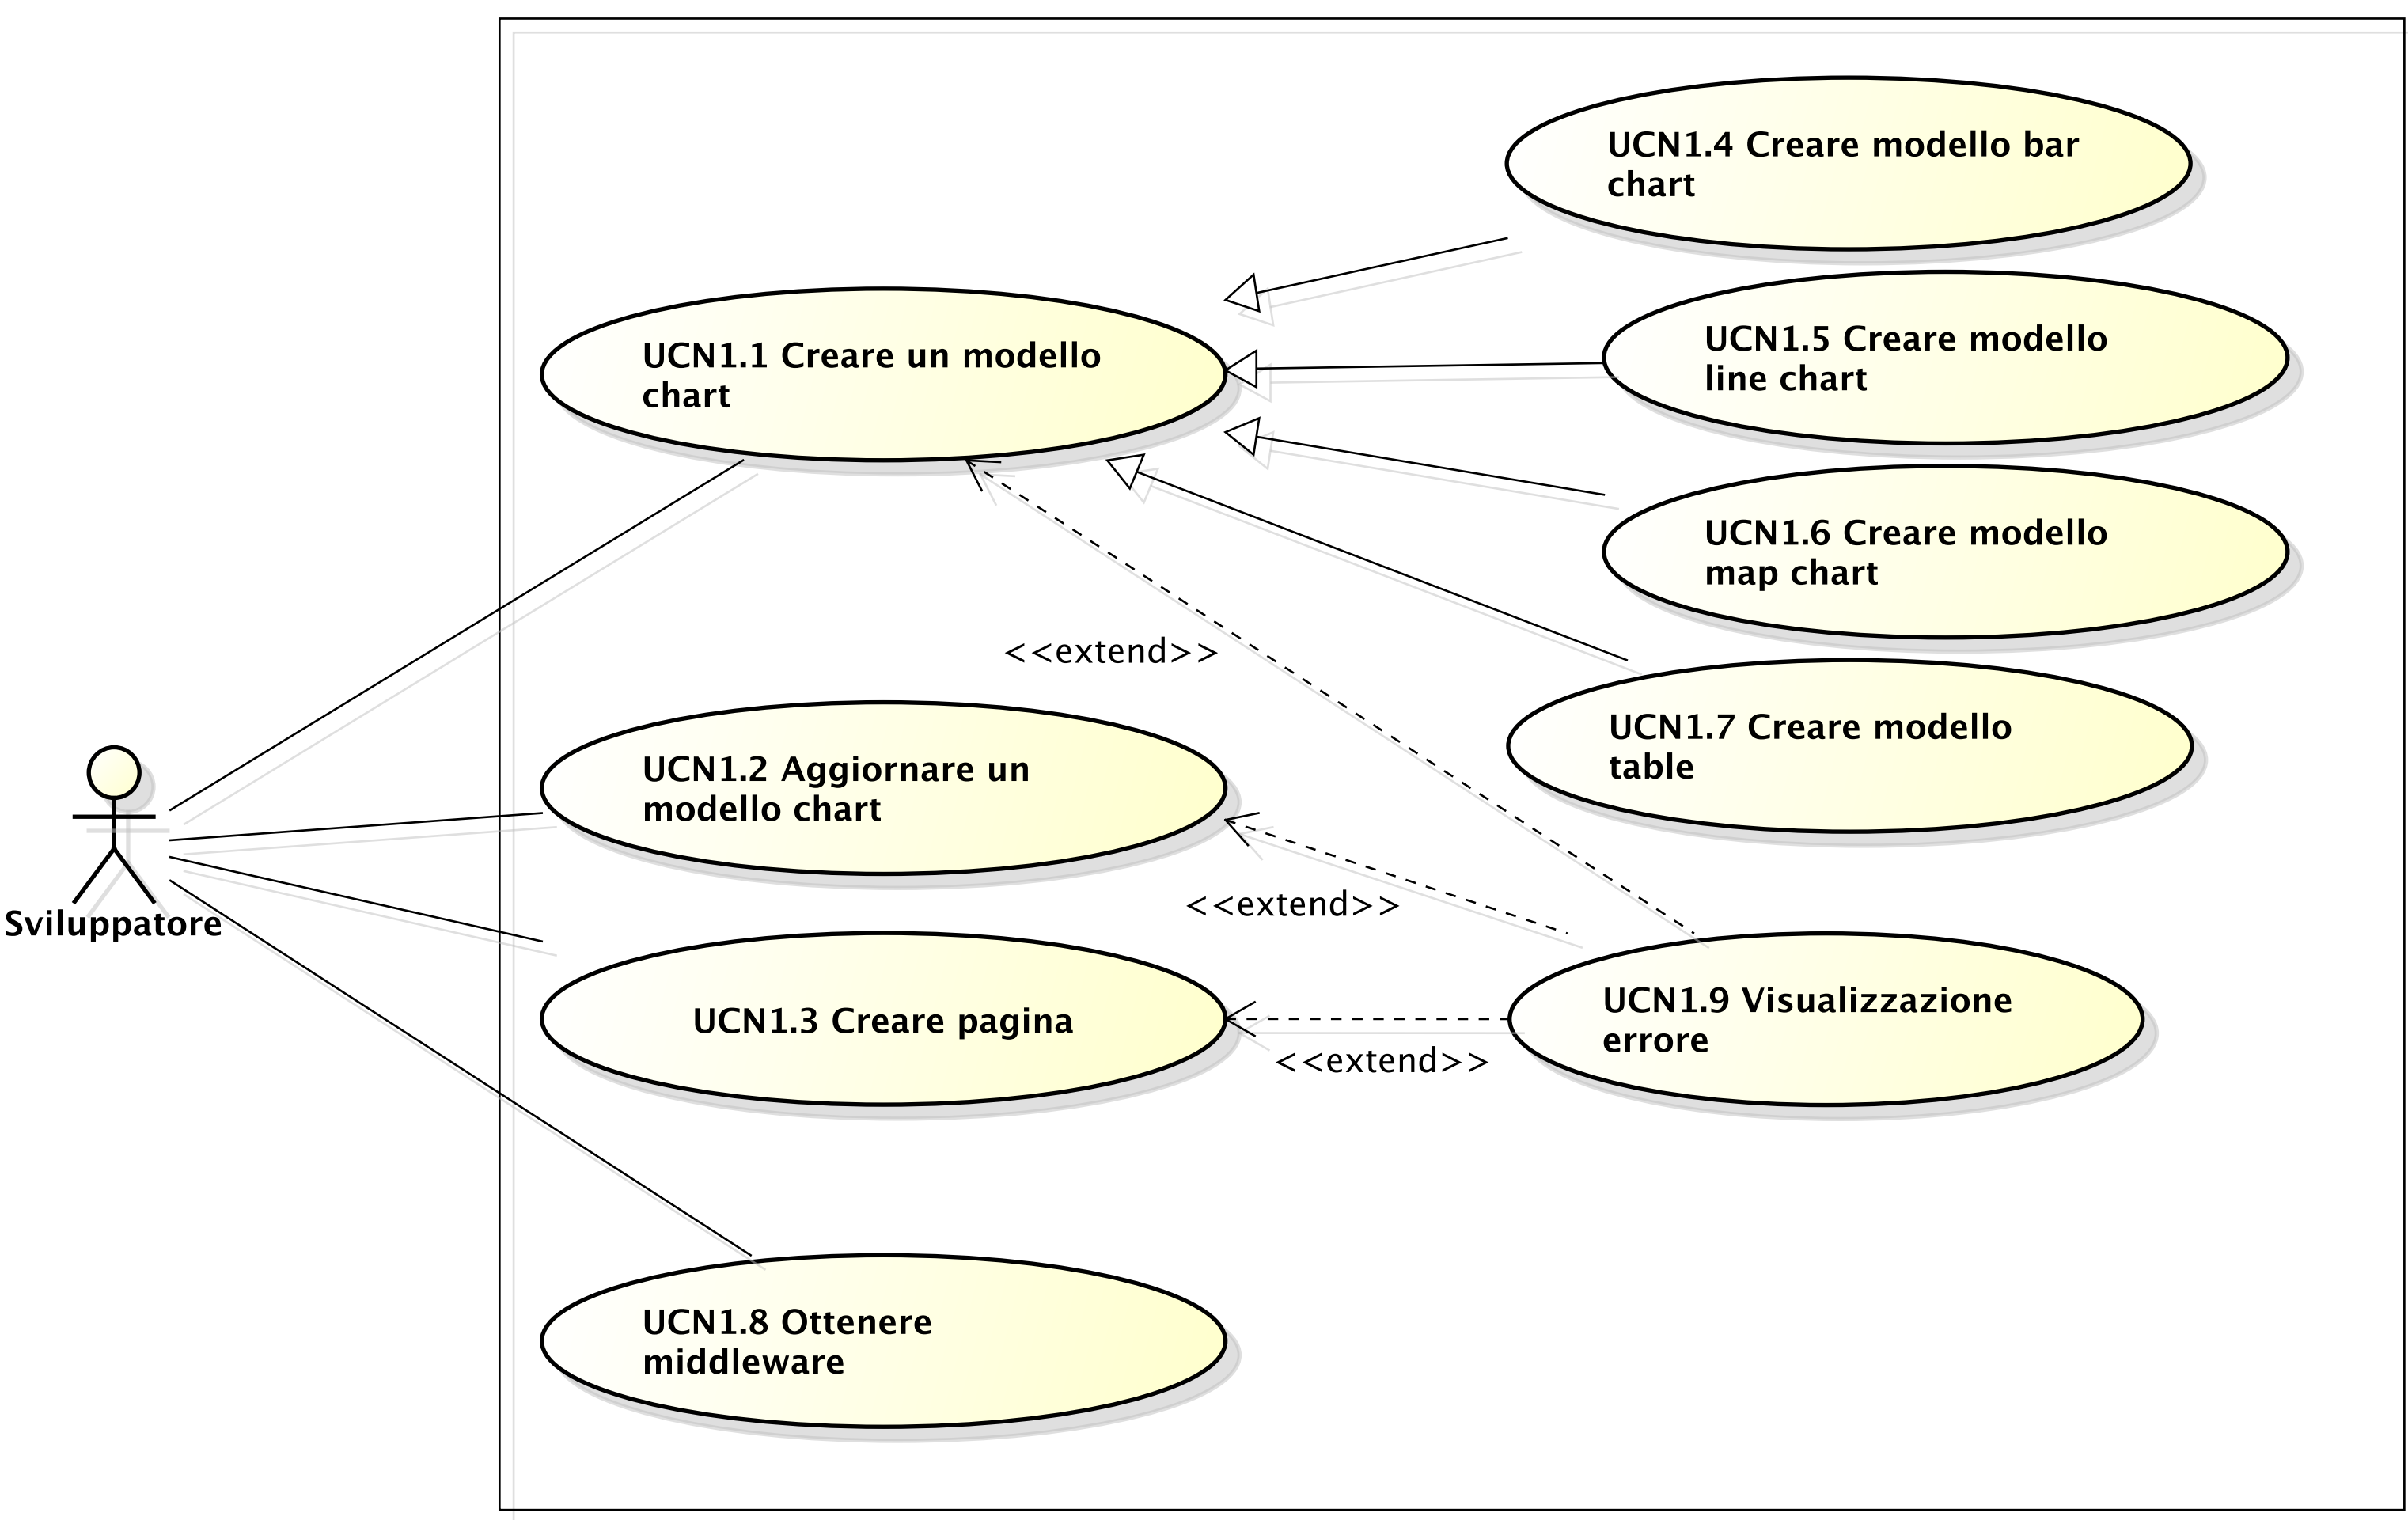 UCN1.4 Creare modello bar
chart
UCN1.1 Creare un modello
chart
UCN1.5 Creare modello
line chart
UCN1.6 Creare modello
map chart
<<extend>>
UCN1.7 Creare modello
table
UCN1.2 Aggiornare un
modello chart
<<extend>>
Sviluppatore
UCN1.3 Creare pagina
UCN1.9 Visualizzazione
errore
<<extend>>
UCN1.8 Ottenere
middleware